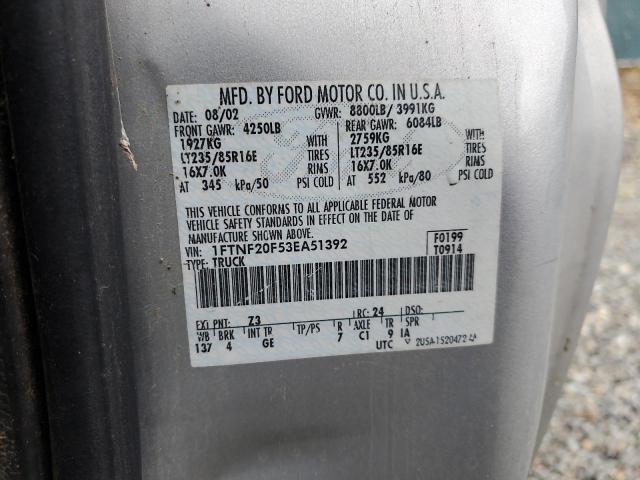 MFD. BY FORD MOTOR CO. IN U.S.A.
DATE: 08/02 GVWR: 8800LB/ 3991KG
FRONT GAWR: 4250LB REAR GAWR: 6084LB
1927KG WITH 2759KG WITH
LT235/85R16E TIRES LT235/85R16E TIRES
16X7.0K RIMS 16X7.0K RIMS
AT 345 kPa/50 PSI COLD AT 552 kPa/80 PSI COLD
THIS VEHICLE CONFORMS TO ALL APPLICABLE FEDERAL MOTOR
VEHICLE SAFETY STANDARDS IN EFFECT ON THE DATE OF
MANUFACTURE SHOWN ABOVE.
VIN: 1FTNF20F53EA51392 F0199
TYPE: TRUCK T0914
EXT PNT: Z3 RC: 24 DSO:
WB BRK INT TR TP/PS R AXLE TR SPR
137 4 GE 7 C1 9 IA
UTC